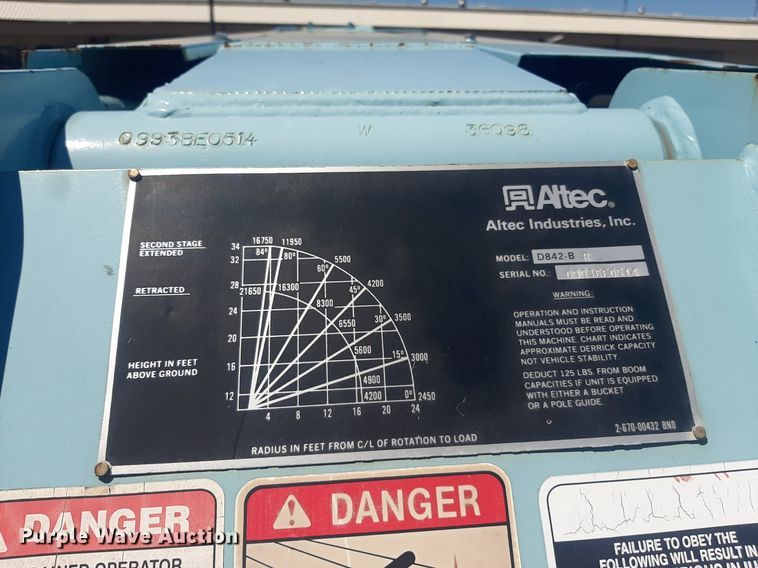 0993BE0514 W 36098
Altec®
Altec Industries, Inc.
MODEL: D842-B R
SERIAL NO.: 0993BE0514
WARNING:
OPERATION AND INSTRUCTION
MANUALS MUST BE READ AND
UNDERSTOOD BEFORE OPERATING
THIS MACHINE. CHART INDICATES
APPROXIMATE DERRICK CAPACITY
NOT VEHICLE STABILITY.
DEDUCT 125 LBS. FROM BOOM
CAPACITIES IF UNIT IS EQUIPPED
WITH EITHER A BUCKET
OR A POLE GUIDE.
2-670-00432 BND
SECOND STAGE
EXTENDED
RETRACTED
HEIGHT IN FEET
ABOVE GROUND
34 16750 11950
84° 80°
60° 5500
28 21650 16300
45° 4200
24 8300
30° 3500
20 6550
16 5600 15° 3000
12 4900
4200 0° 2450
4 8 12 16 20 24
RADIUS IN FEET FROM C/L OF ROTATION TO LOAD
DANGER
OPERATOR
DANGER
FAILURE TO OBEY THE
FOLLOWING WILL RESULT IN
Purple Wave Auction